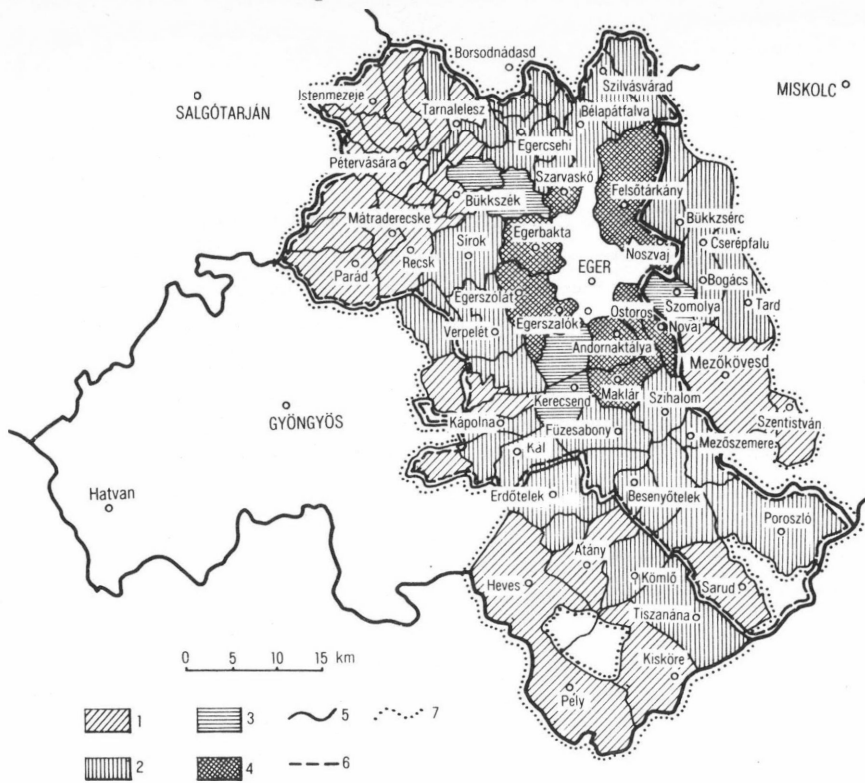 Borsodnádasd
Szilvásvárad
MISKOLC
Istenmezeje
SALGÓTARJÁN
Tarnalelesz
Bélapátfalva
Egercsehi
Pétervására
Szarvaskő
Felsőtárkány
Bükkszék
Bükkzsérc
Mátraderecske
Egerbakta
Cserépfalu
Sirok
Noszvaj
Parád
Recsk
EGER
Bogács
Egerszólát
Ostoros
Szomolya
Tard
Verpelét
Egerszalók
Novaj
Andornaktálya
Mezőkövesd
Maklár
GYÖNGYÖS
Kerecsend
Szihalom
Szentistván
Kápolna
Füzesabony
Mezőszemere
Kál
Hatvan
Erdőtelek
Besenyőtelek
Poroszló
Átány
Heves
Kömlő
Sarud
Tiszanána
0 5 10 15 km
Kisköre
Pély
1 3 5 7
2 4 6